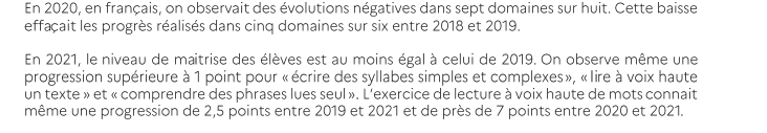 En 2020, en français, on observait des évolutions négatives dans sept domaines sur huit. Cette baisse
effaçait les progrès réalisés dans cinq domaines sur six entre 2018 et 2019.
En 2021, le niveau de maitrise des élèves est au moins égal à celui de 2019. On observe même une
progression supérieure à 1 point pour « écrire des syllabes simples et complexes », « lire à voix haute
un texte » et « comprendre des phrases lues seul ». L'exercice de lecture à voix haute de mots connait
même une progression de 2,5 points entre 2019 et 2021 et de près de 7 points entre 2020 et 2021.